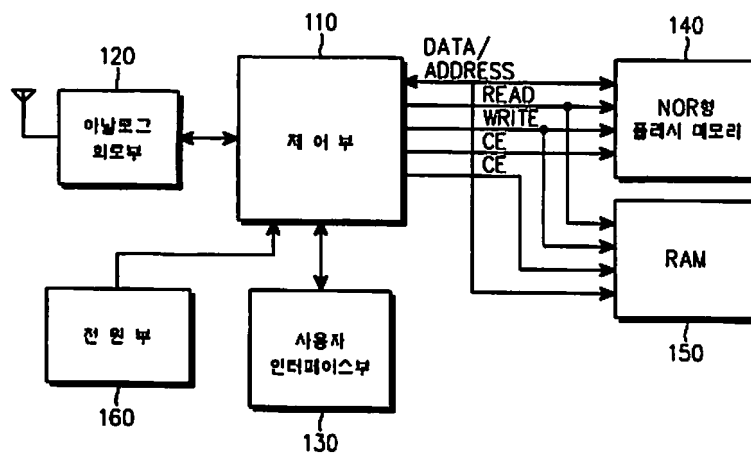 110
120
DATA/
ADDRESS
140
READ
WRITE
CE
CE
NOR형
플래시 메모리
아날로그
회로부
제 어 부
RAM
150
전 원 부
160
사용자
인터페이스부
130